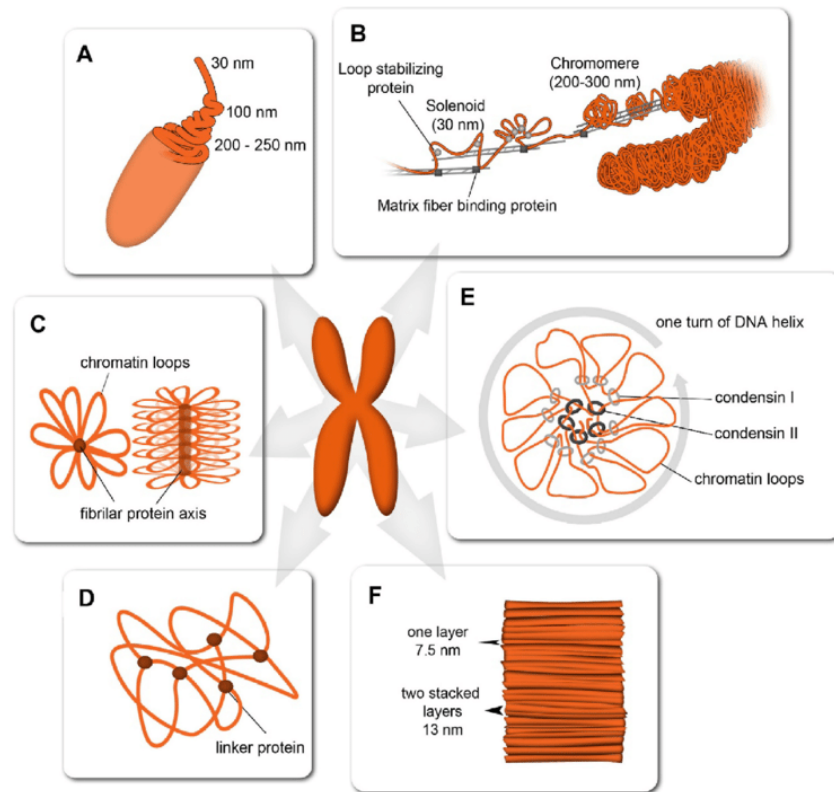 A
30 nm
100 nm
200 - 250 nm
B
Loop stabilizing
protein
Solenoid
(30 nm)
Chromomere
(200-300 nm)
Matrix fiber binding protein
C
chromatin loops
fibrilar protein axis
E
one turn of DNA helix
condensin I
condensin II
chromatin loops
D
linker protein
F
one layer
7.5 nm
two stacked
layers
13 nm